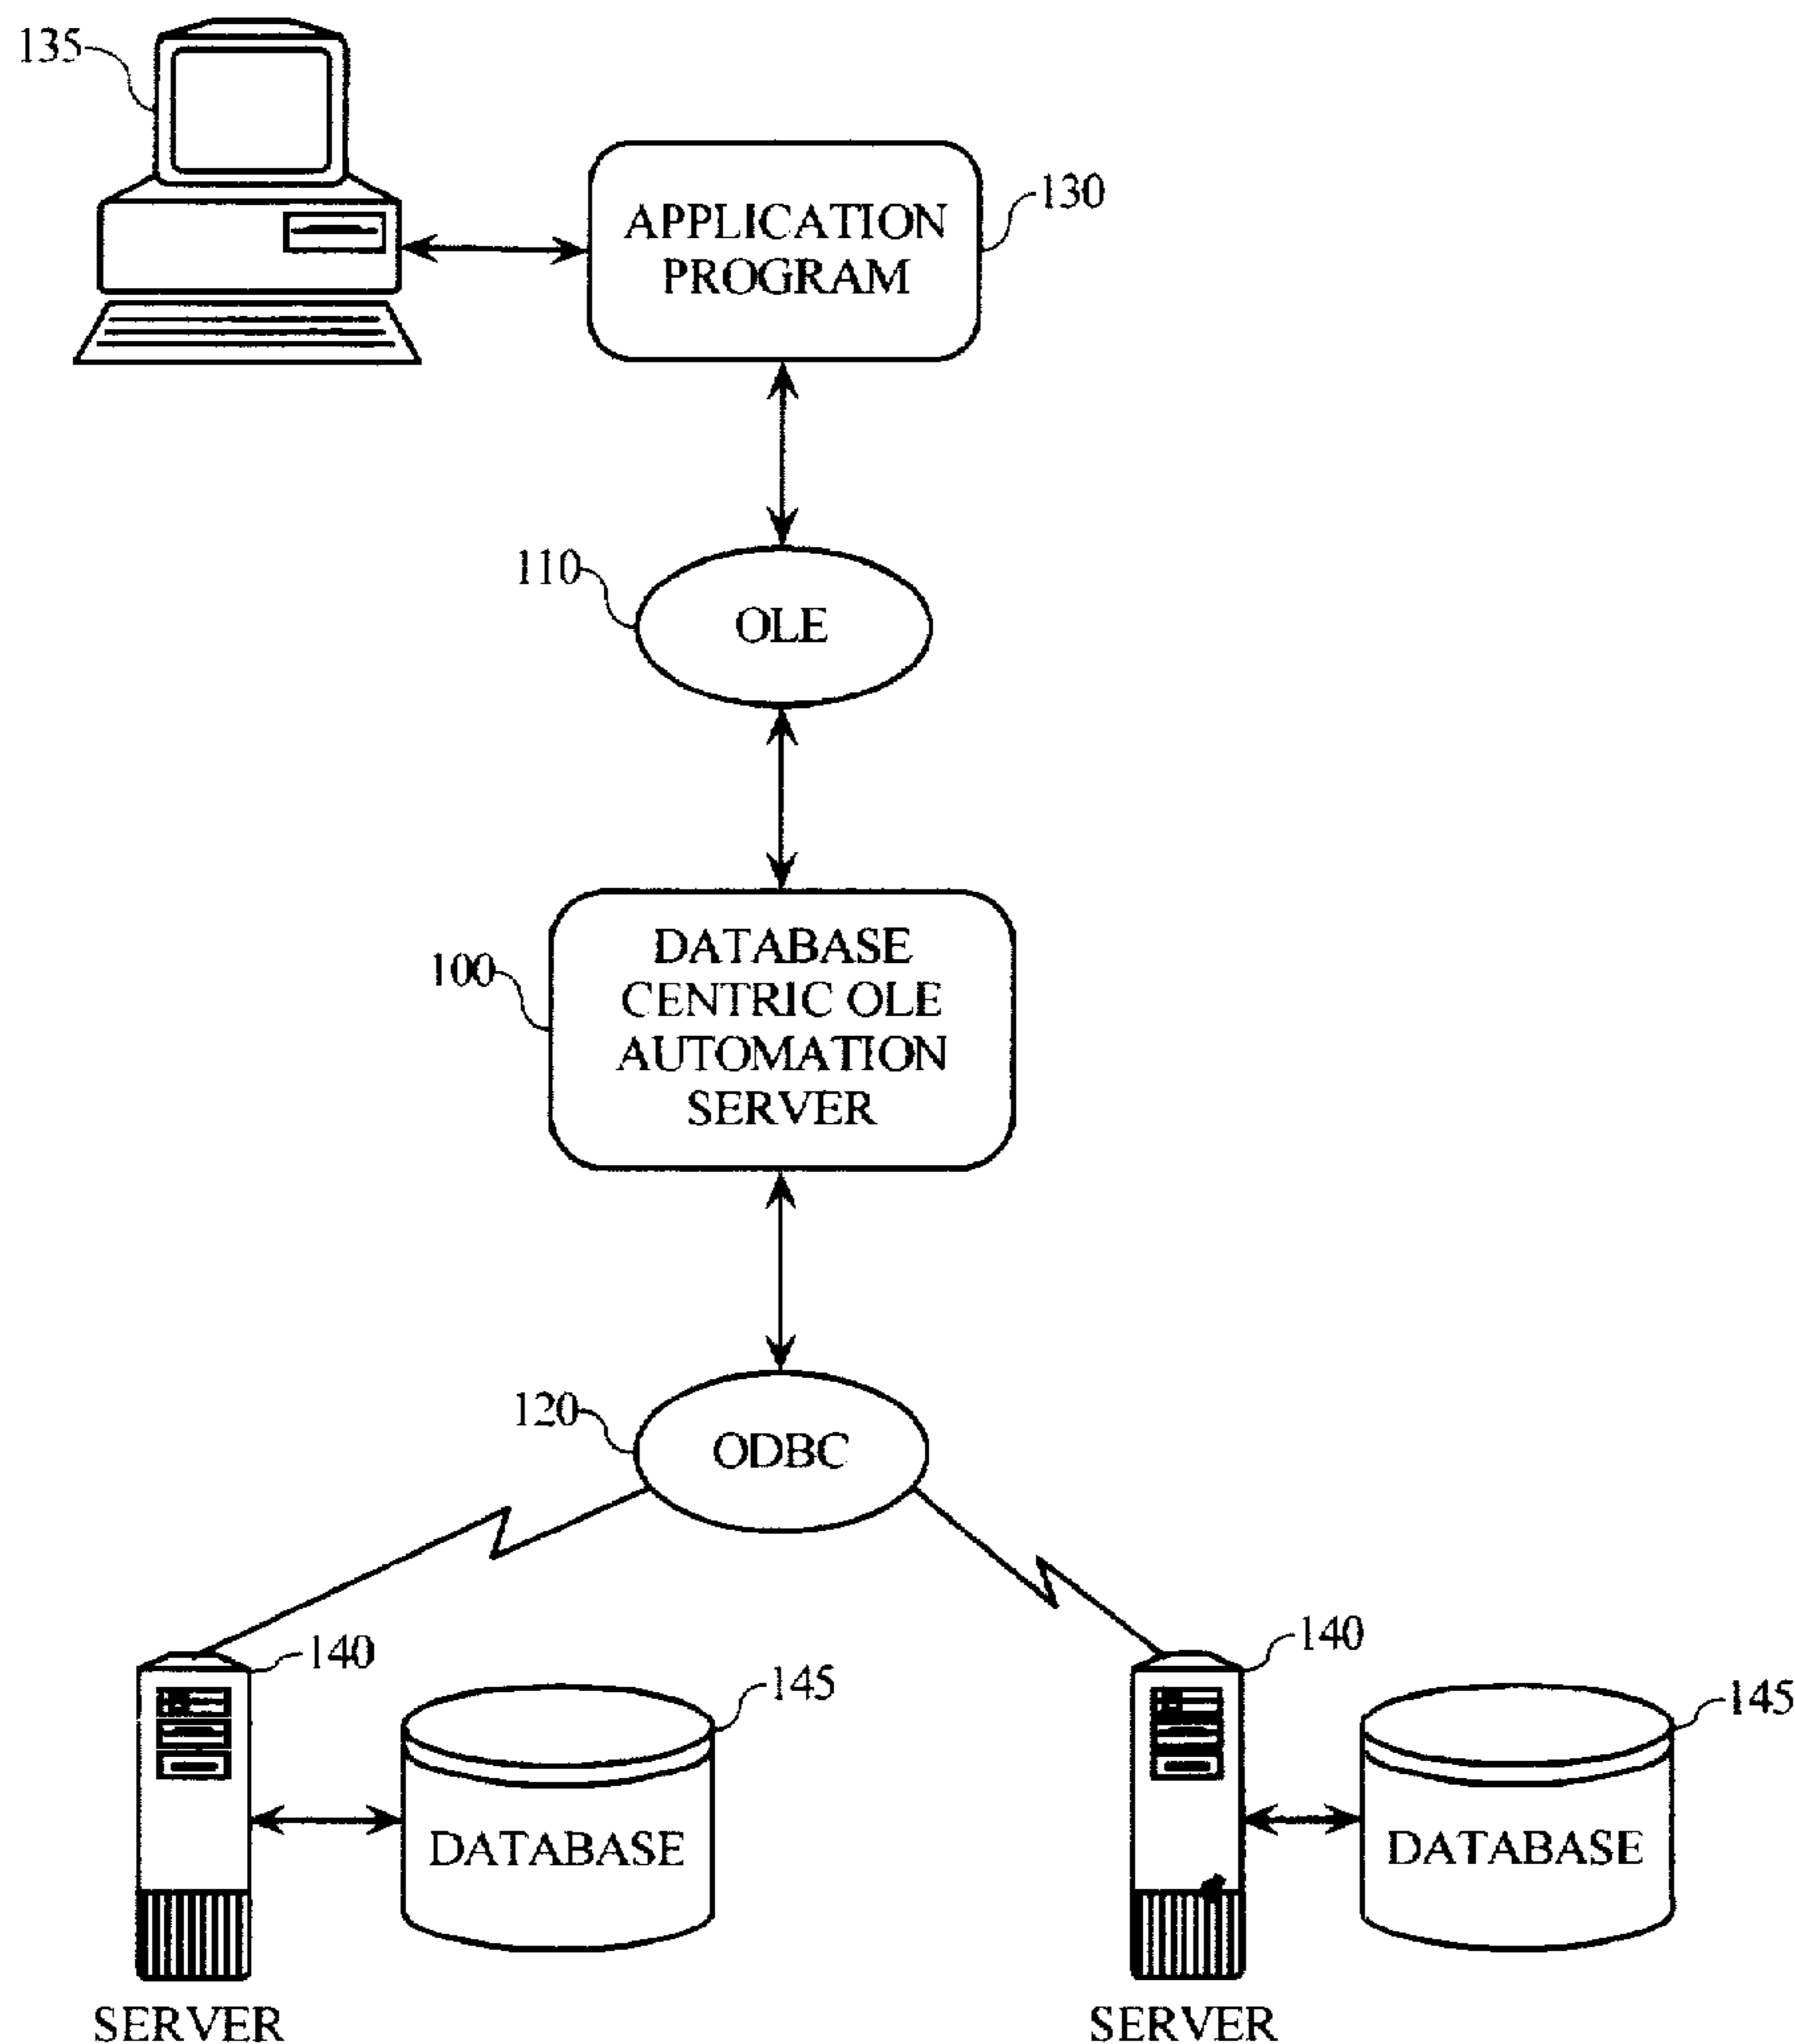 135
APPLICATION
PROGRAM
130
110
OLE
100
DATABASE
CENTRIC OLE
AUTOMATION
SERVER
120
ODBC
140
145
DATABASE
SERVER
140
145
DATABASE
SERVER